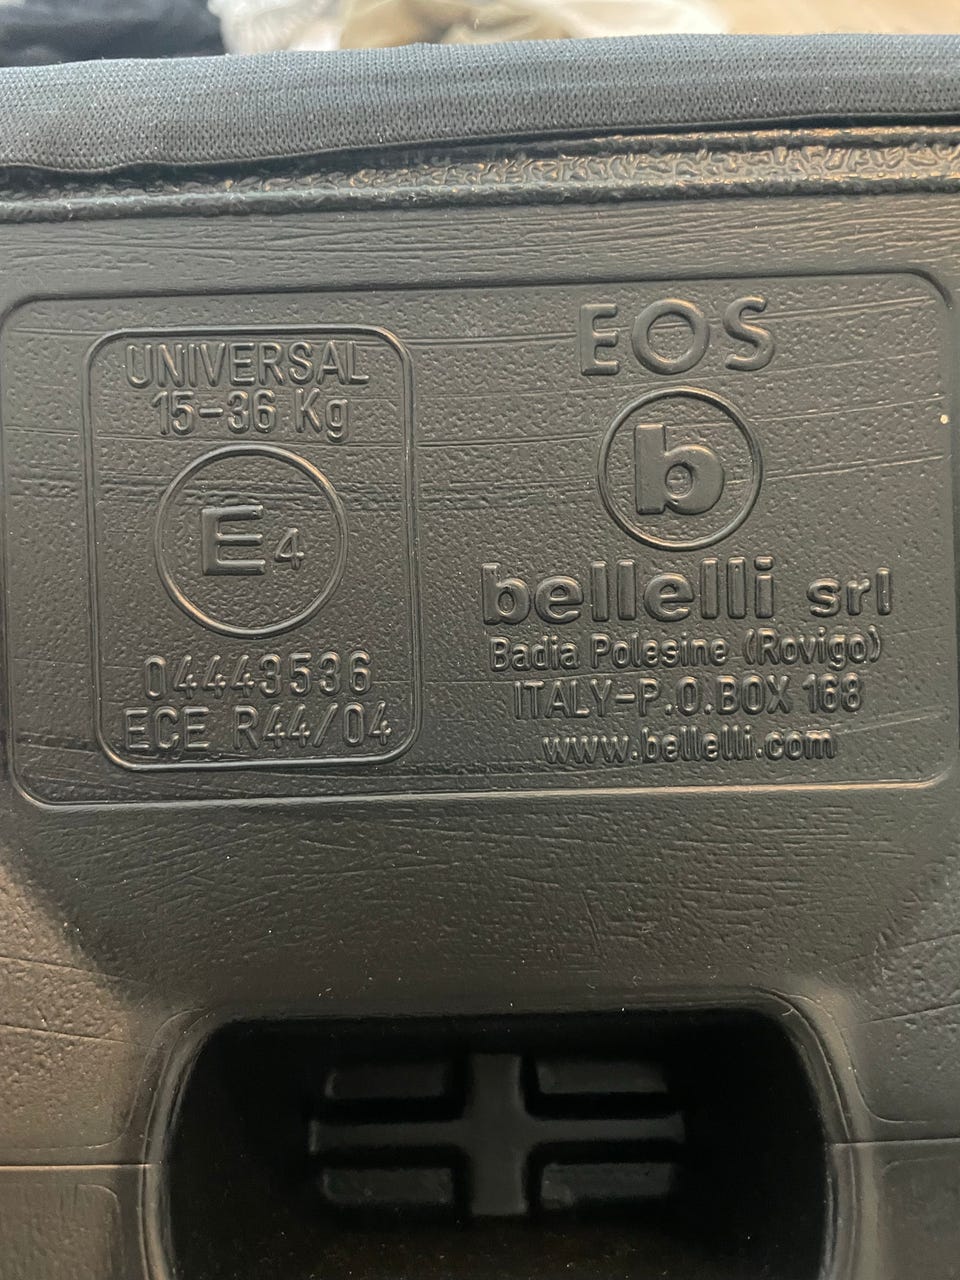 UNIVERSAL
15-36 Kg
E4
04443536
ECE R44/04
EOS
b
bellelli srl
Badia Polesine (Rovigo)
ITALY-P.O.BOX 168
www.bellelli.com